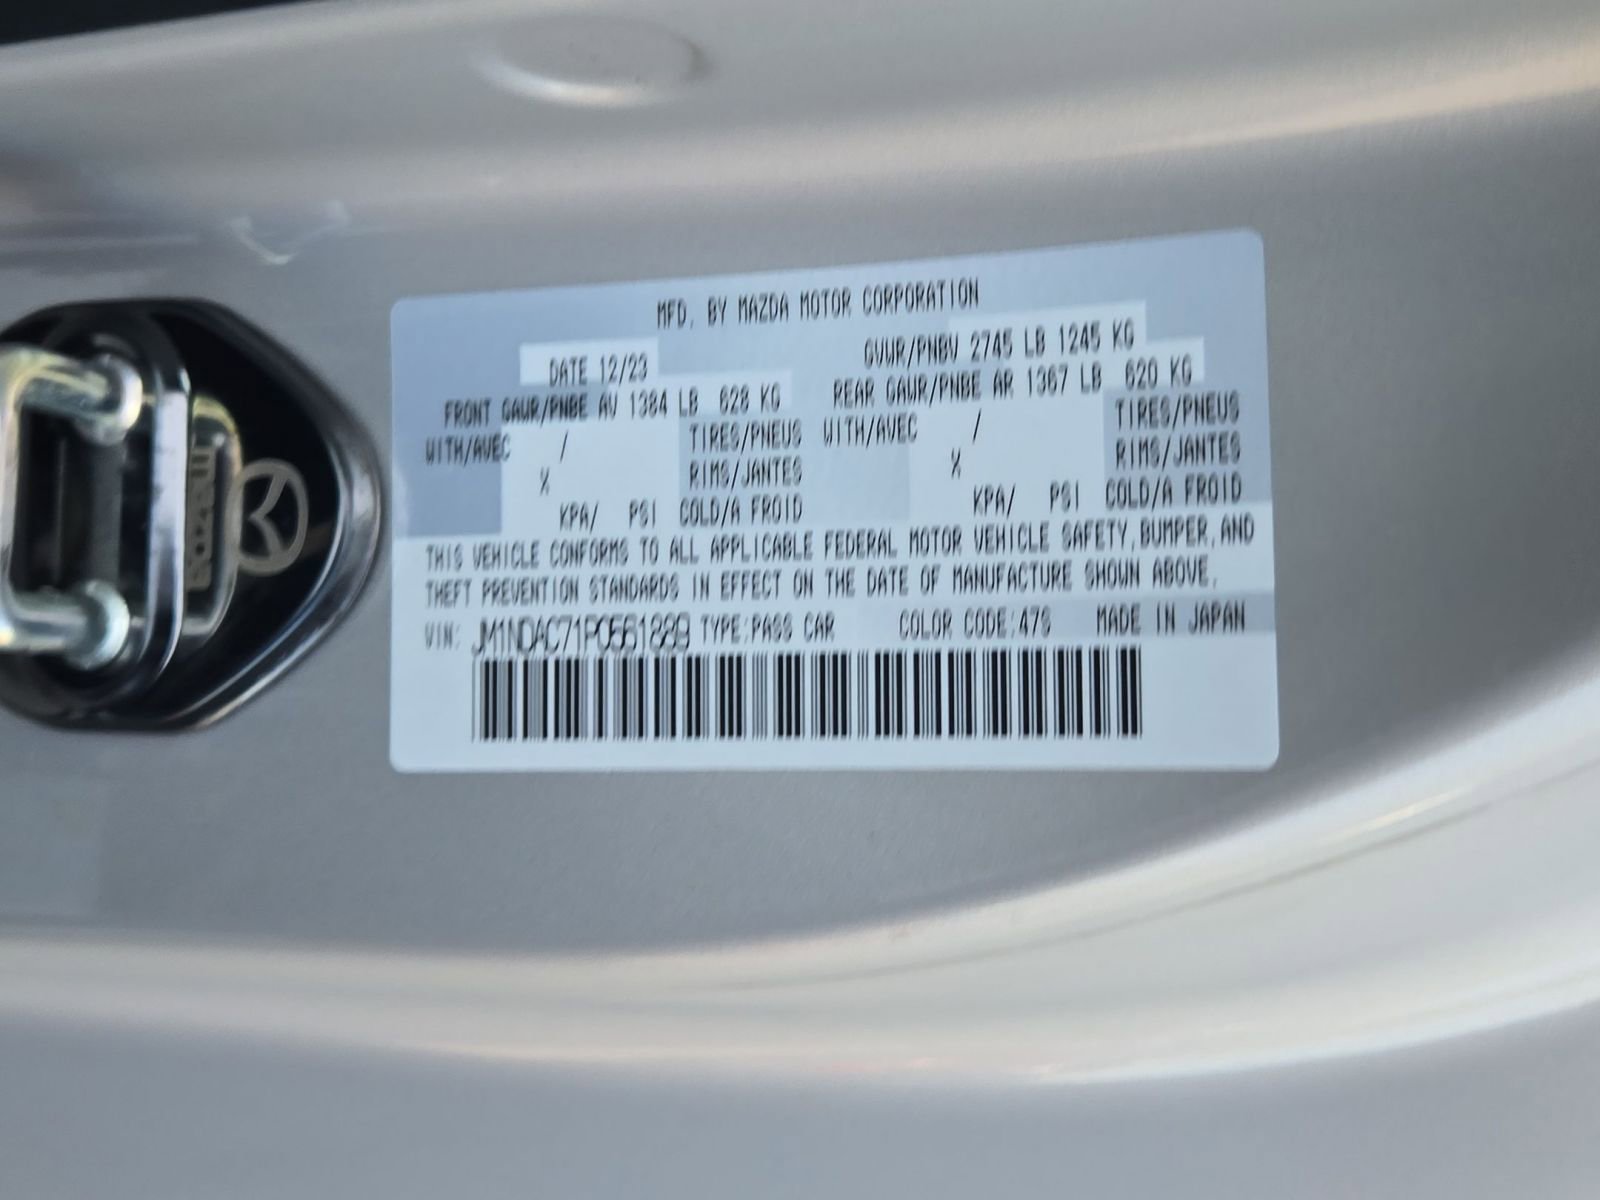 MFD. BY MAZDA MOTOR CORPORATION
DATE 12/23
GVWR/PNBV 2745 LB 1245 KG
FRONT GAWR/PNBE AV 1384 LB 628 KG
REAR GAWR/PNBE AR 1367 LB 620 KG
WITH/AVEC / TIRES/PNEUS
WITH/AVEC / TIRES/PNEUS
X RIMS/JANTES
X RIMS/JANTES
KPA/ PSI COLD/A FROID
KPA/ PSI COLD/A FROID
THIS VEHICLE CONFORMS TO ALL APPLICABLE FEDERAL MOTOR VEHICLE SAFETY, BUMPER, AND
THEFT PREVENTION STANDARDS IN EFFECT ON THE DATE OF MANUFACTURE SHOWN ABOVE.
VIN: JM1NDAC71P0561889 TYPE:PASS CAR COLOR CODE:47S MADE IN JAPAN
mazda